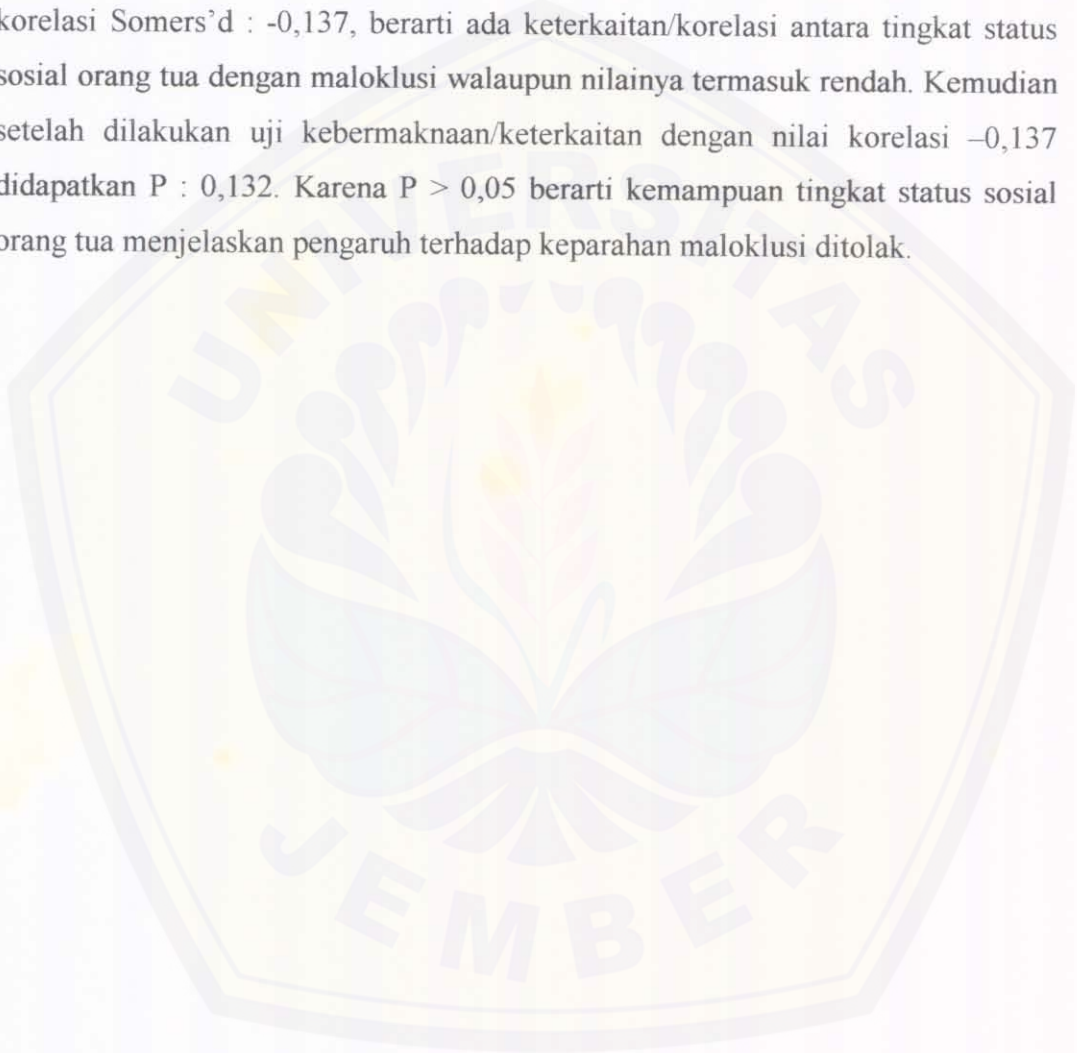 korelasi Somers’d : -0,137, berarti ada keterkaitan/korelasi antara tingkat status
sosial orang tua dengan maloklusi walaupun nilainya termasuk rendah. Kemudian
setelah dilakukan uji kebermaknaan/keterkaitan dengan nilai korelasi –0,137
didapatkan P : 0,132. Karena P > 0,05 berarti kemampuan tingkat status sosial
orang tua menjelaskan pengaruh terhadap keparahan maloklusi ditolak.
UNIVERSITAS
JEMBER